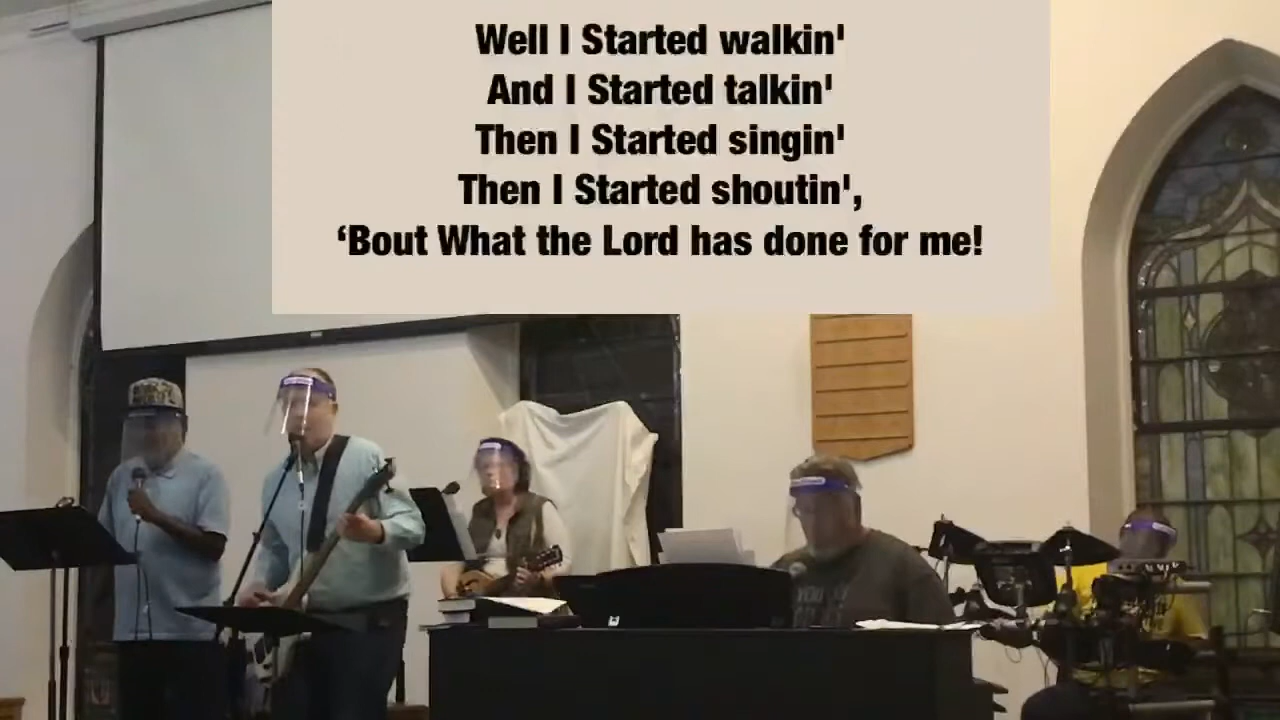 Well I Started walkin'
And I Started talkin'
Then I Started singin'
Then I Started shoutin',
‘Bout What the Lord has done for me!